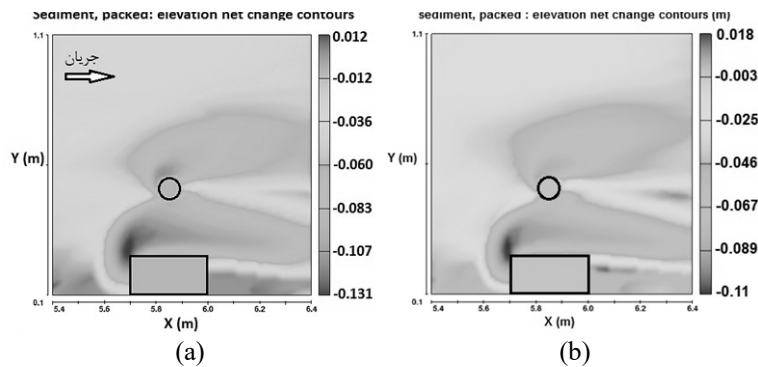 sediment, packed: elevation net change contours
1.1
جریان
Y (m)
0.1
5.4 5.6 5.8 6.0 6.2 6.4
X (m)
0.012
-0.012
-0.036
-0.060
-0.083
-0.107
-0.131
(a)
sediment, packed : elevation net change contours (m)
1.1
Y (m)
0.1
5.4 5.6 5.8 6.0 6.2 6.4
X (m)
0.018
-0.003
-0.025
-0.046
-0.067
-0.089
-0.11
(b)